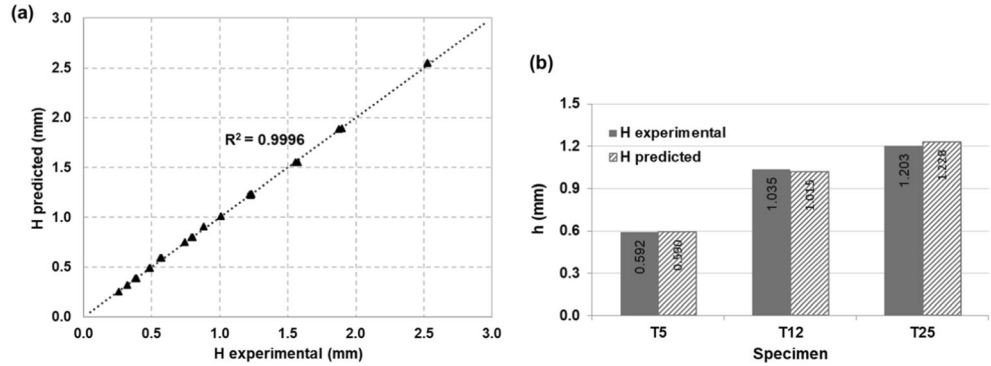 (a)
3.0
2.5
2.0
1.5
1.0
0.5
0.0
H predicted (mm)
R² = 0.9996
0.0 0.5 1.0 1.5 2.0 2.5 3.0
H experimental (mm)
(b)
1.5
1.2
0.9
0.6
0.3
0.0
h (mm)
H experimental
H predicted
0.592
0.590
1.035
1.015
1.203
1.228
T5 T12 T25
Specimen